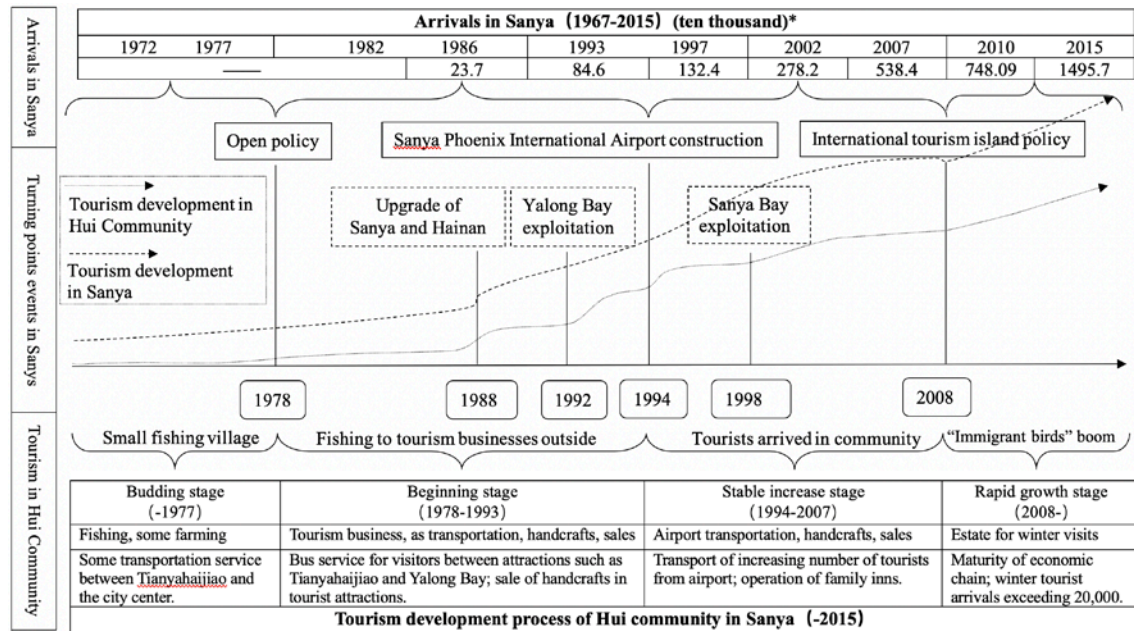 Arrivals in Sanya
Arrivals in Sanya (1967-2015) (ten thousand)*
1972 1977 1982 1986 1993 1997 2002 2007 2010 2015
—— 23.7 84.6 132.4 278.2 538.4 748.09 1495.7
Open policy
Sanya Phoenix International Airport construction
International tourism island policy
Turning points events in Sanys
Tourism development in
Hui Community
Tourism development
in Sanya
Upgrade of
Sanya and Hainan
Yalong Bay
exploitation
Sanya Bay
exploitation
1978 1988 1992 1994 1998 2008
Tourism in Hui Community
Small fishing village
Fishing to tourism businesses outside
Tourists arrived in community
“Immigrant birds” boom
Budding stage
(-1977)
Beginning stage
(1978-1993)
Stable increase stage
(1994-2007)
Rapid growth stage
(2008-)
Fishing, some farming
Tourism business, as transportation, handcrafts, sales
Airport transportation, handcrafts, sales
Estate for winter visits
Some transportation service
between Tianyahaijiao and
the city center.
Bus service for visitors between attractions such as
Tianyahaijiao and Yalong Bay; sale of handcrafts in
tourist attractions.
Transport of increasing number of tourists
from airport; operation of family inns.
Maturity of economic
chain; winter tourist
arrivals exceeding 20,000.
Tourism development process of Hui community in Sanya (-2015)